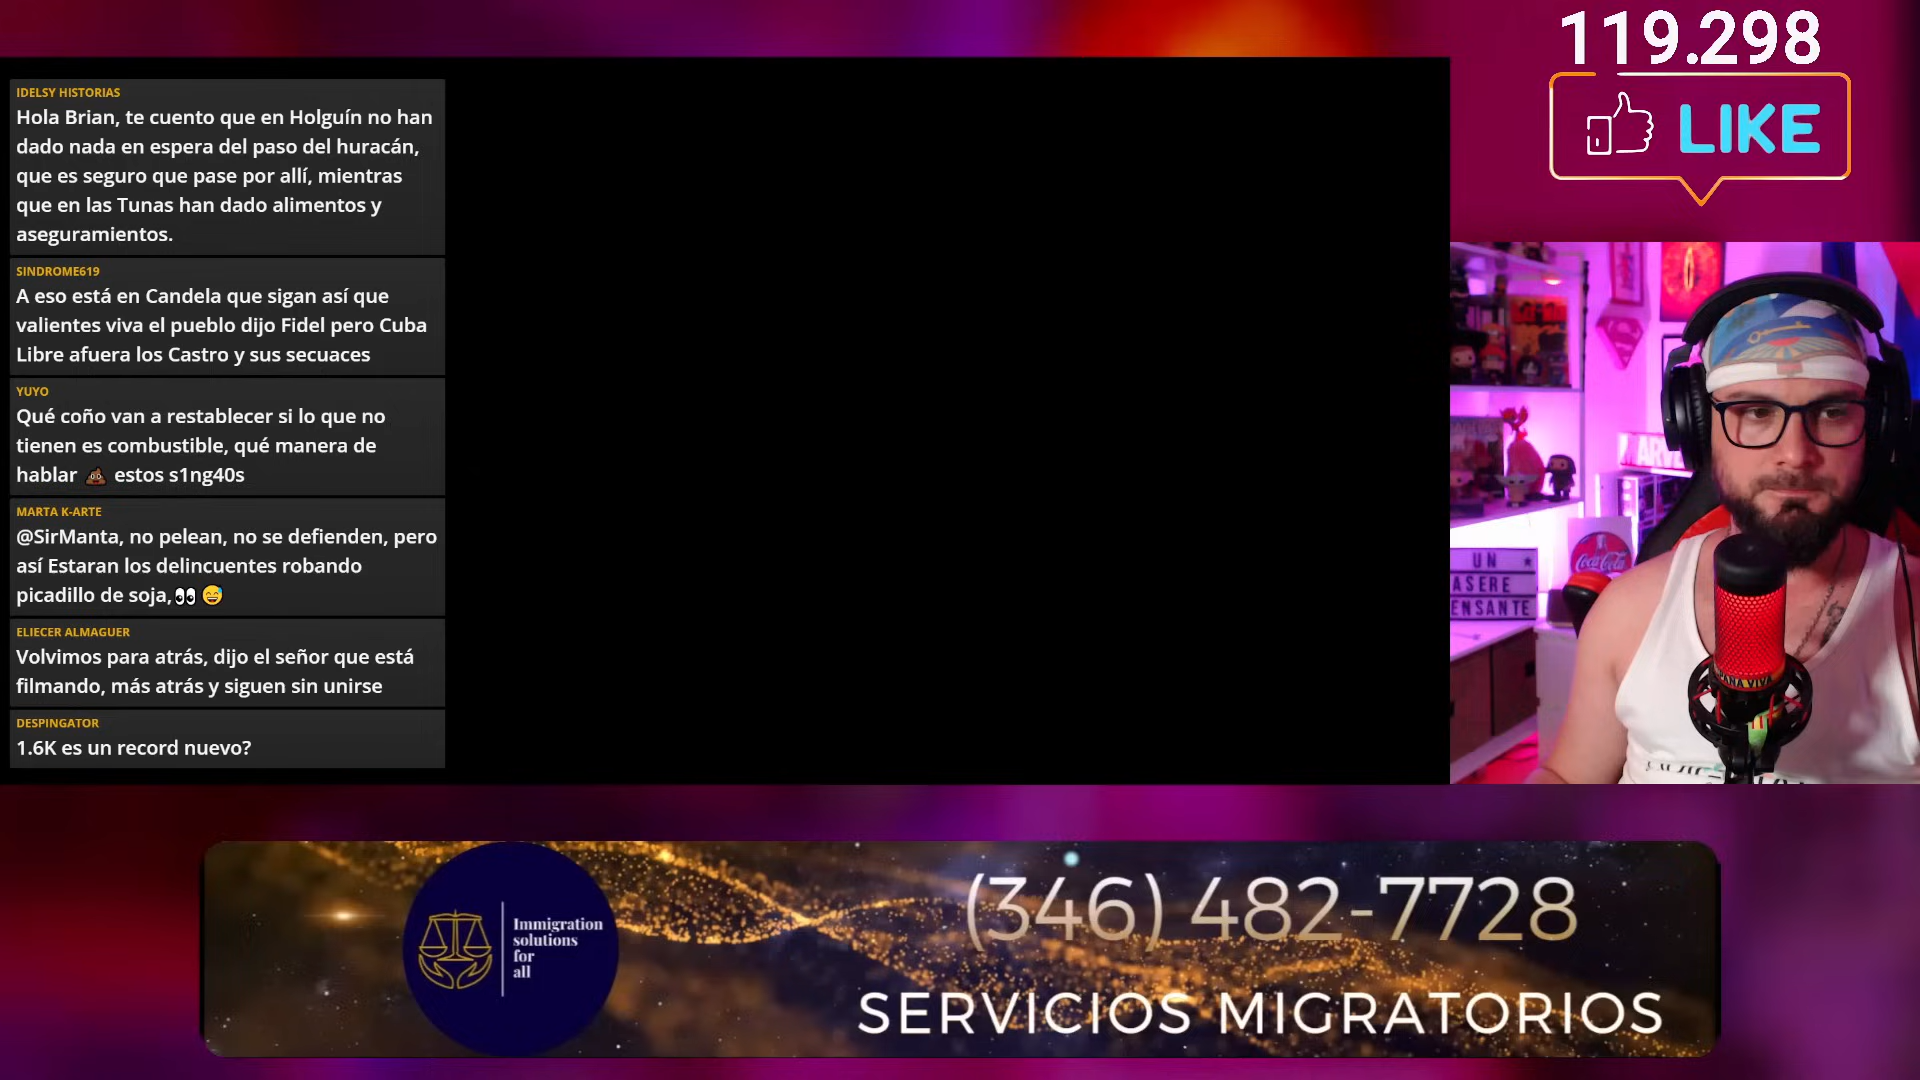 119.298
LIKE
IDELSY HISTORIAS
Hola Brian, te cuento que en Holguín no han
dado nada en espera del paso del huracán,
que es seguro que pase por allí, mientras
que en las Tunas han dado alimentos y
aseguramientos.
SINDROME619
A eso está en Candela que sigan así que
valientes viva el pueblo dijo Fidel pero Cuba
Libre afuera los Castro y sus secuaces
YUYO
Qué coño van a restablecer si lo que no
tienen es combustible, qué manera de
hablar 💩 estos s1ng40s
MARTA K-ARTE
@SirManta, no pelean, no se defienden, pero
así Estaran los delincuentes robando
picadillo de soja,👀 😅
ELIECER ALMAGUER
Volvimos para atrás, dijo el señor que está
filmando, más atrás y siguen sin unirse
DESPINGATOR
1.6K es un record nuevo?
MARV
Coca-Cola
UN
ASERE
ENSANTE
Immigration
solutions
for
all
(346) 482-7728
SERVICIOS MIGRATORIOS